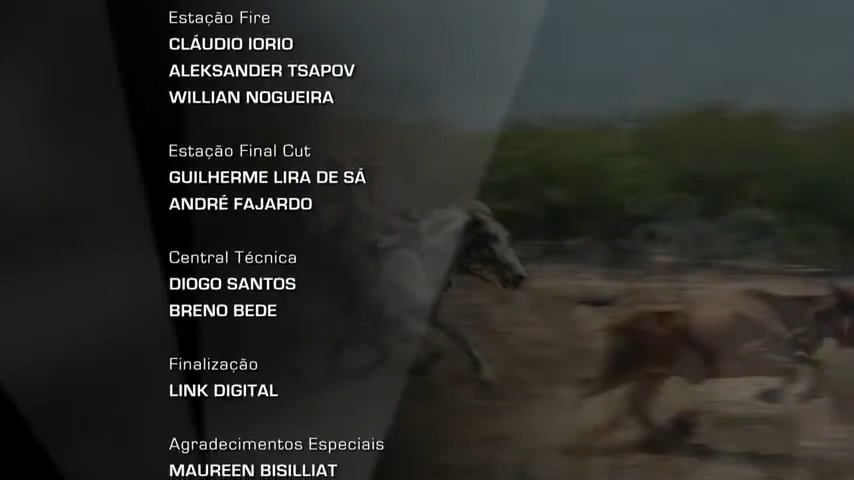 Estação Fire
CLÁUDIO IORIO
ALEKSANDER TSAPOV
WILLIAN NOGUEIRA
Estação Final Cut
GUILHERME LIRA DE SÁ
ANDRÉ FAJARDO
Central Técnica
DIOGO SANTOS
BRENO BEDE
Finalização
LINK DIGITAL
Agradecimentos Especiais
MAUREEN BISILLIAT